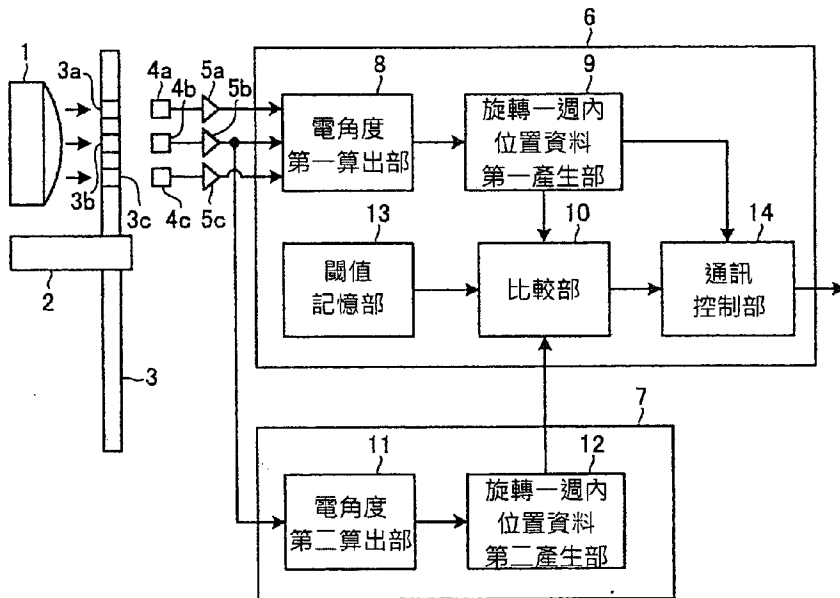 6
1
3a
4a
4b
5a
5b
8
9
電角度
第一算出部
旋轉一週內
位置資料
第一產生部
3b
3c
4c
5c
13
10
14
閾值
記憶部
比較部
通訊
控制部
2
3
7
11
12
電角度
第二算出部
旋轉一週內
位置資料
第二產生部